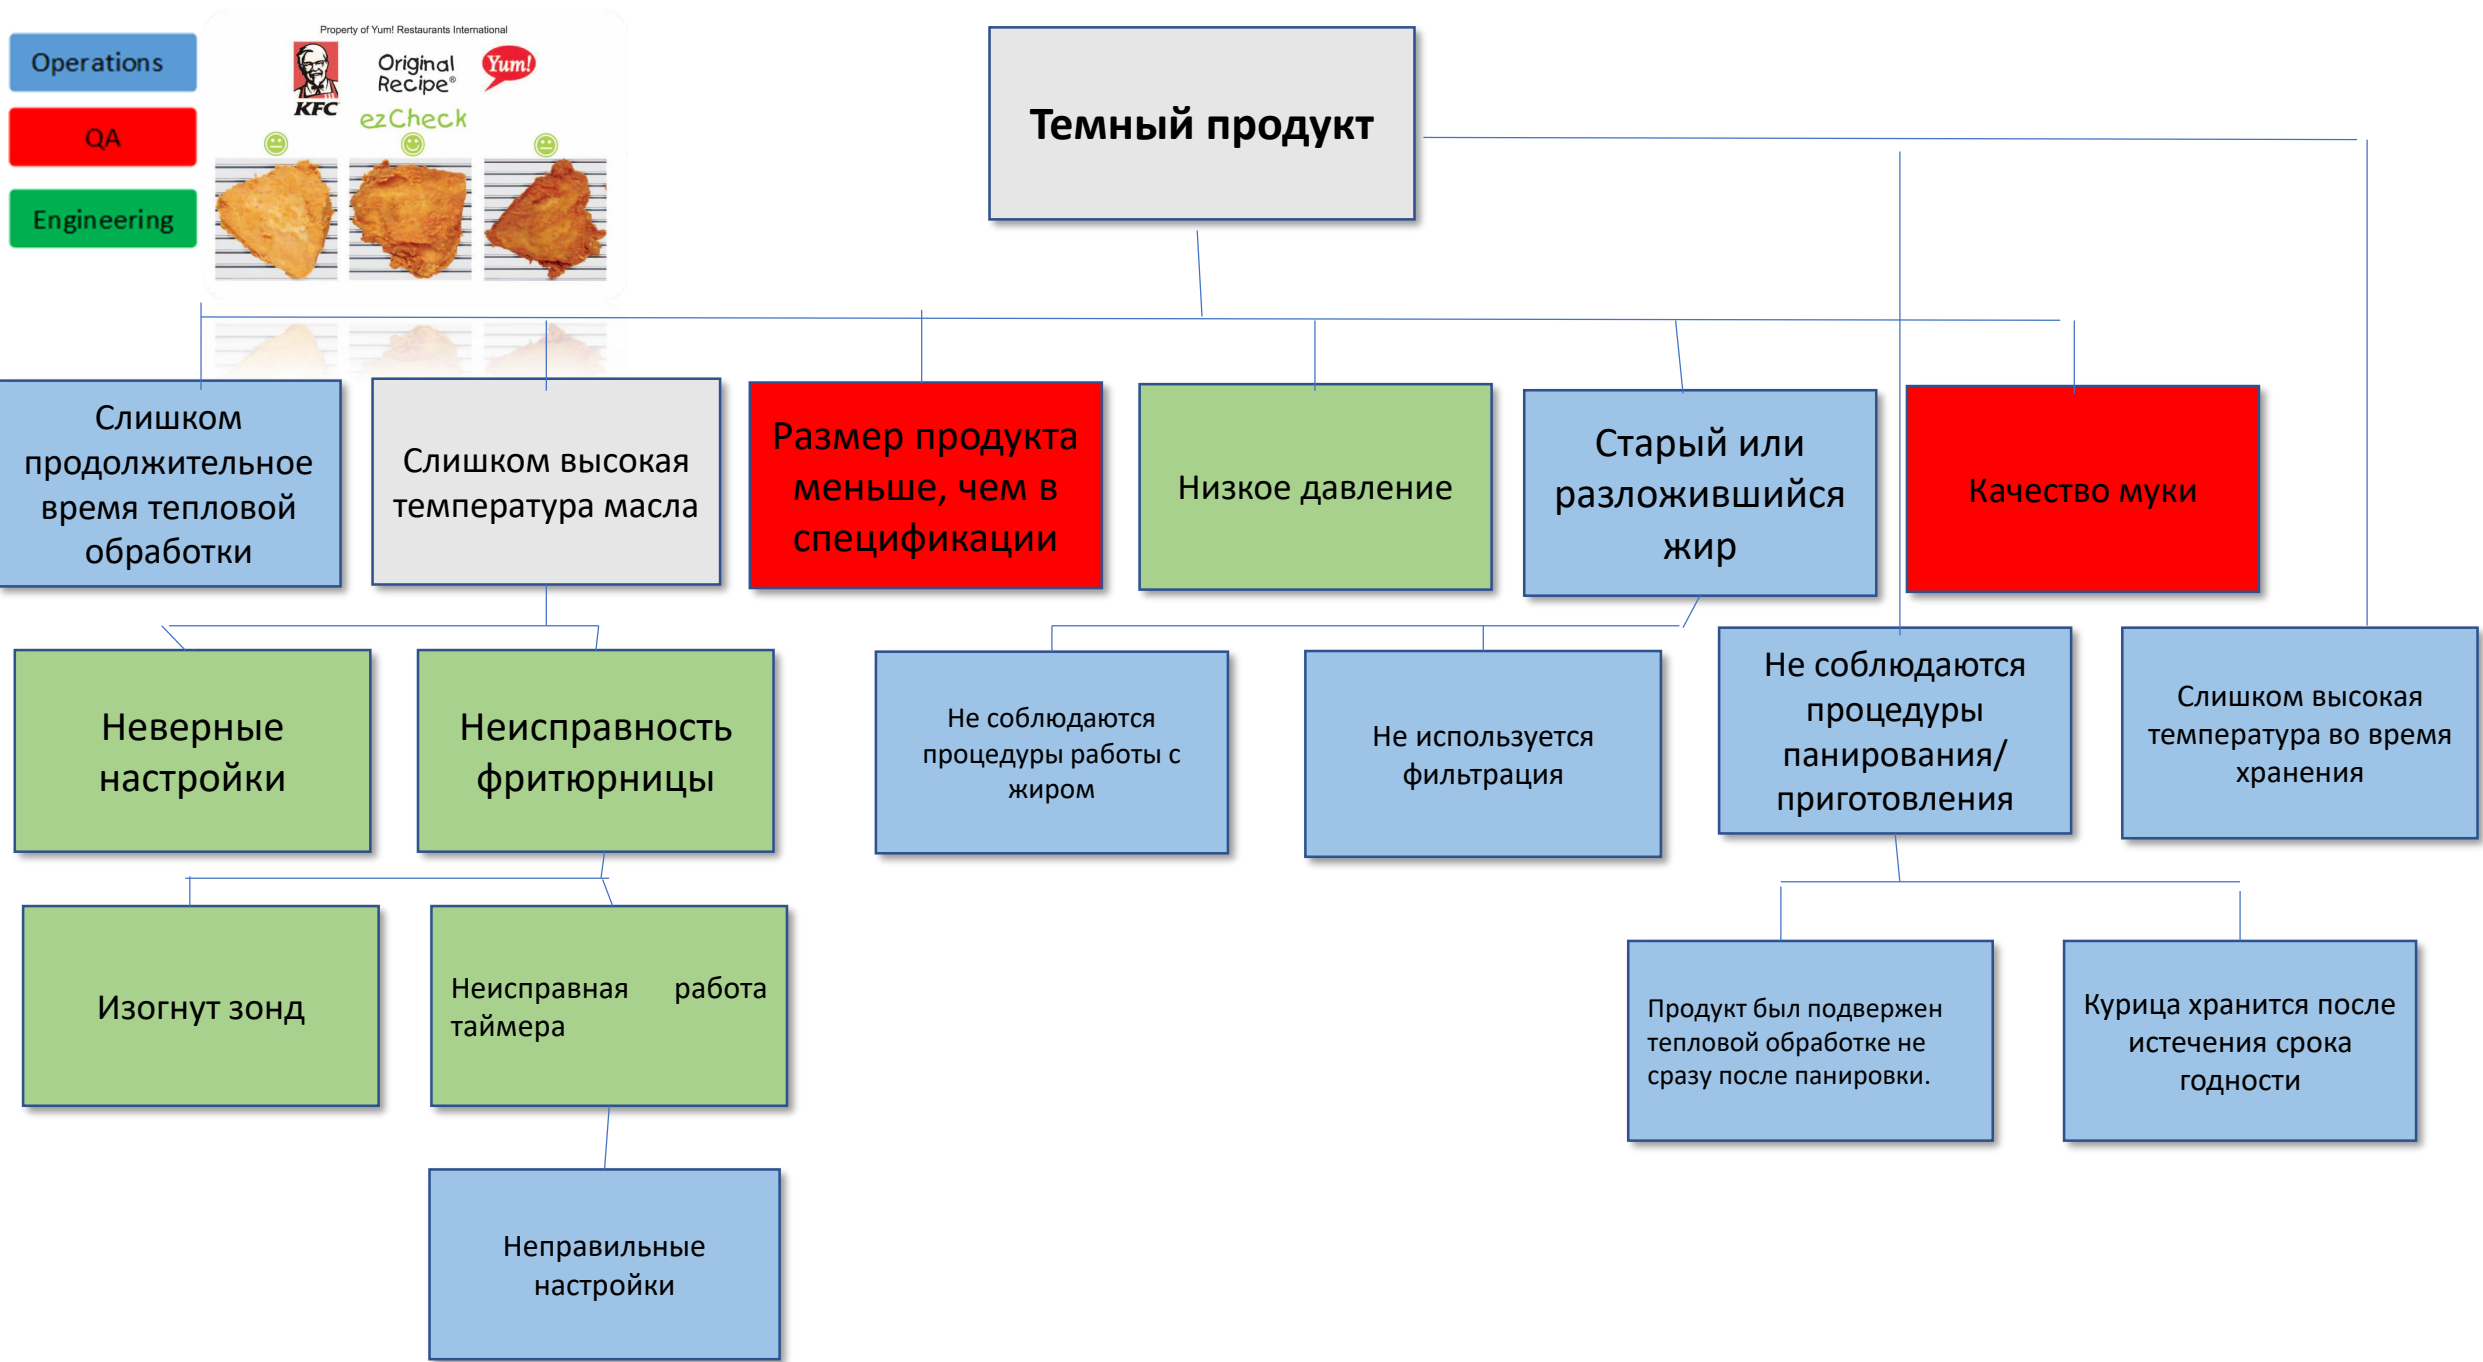 Operations
QA
Engineering
Property of Yum! Restaurants International
KFC
Original
Recipe®
Yum!
ezCheck
Темный продукт
Слишком
продолжительное
время тепловой
обработки
Слишком высокая
температура масла
Размер продукта
меньше, чем в
спецификации
Низкое давление
Старый или
разложившийся
жир
Качество муки
Неверные
настройки
Неисправность
фритюрницы
Не соблюдаются
процедуры работы с
жиром
Не используется
фильтрация
Не соблюдаются
процедуры
панирования/
приготовления
Слишком высокая
температура во время
хранения
Изогнут зонд
Неисправная работа
таймера
Продукт был подвержен
тепловой обработке не
сразу после панировки.
Курица хранится после
истечения срока
годности
Неправильные
настройки